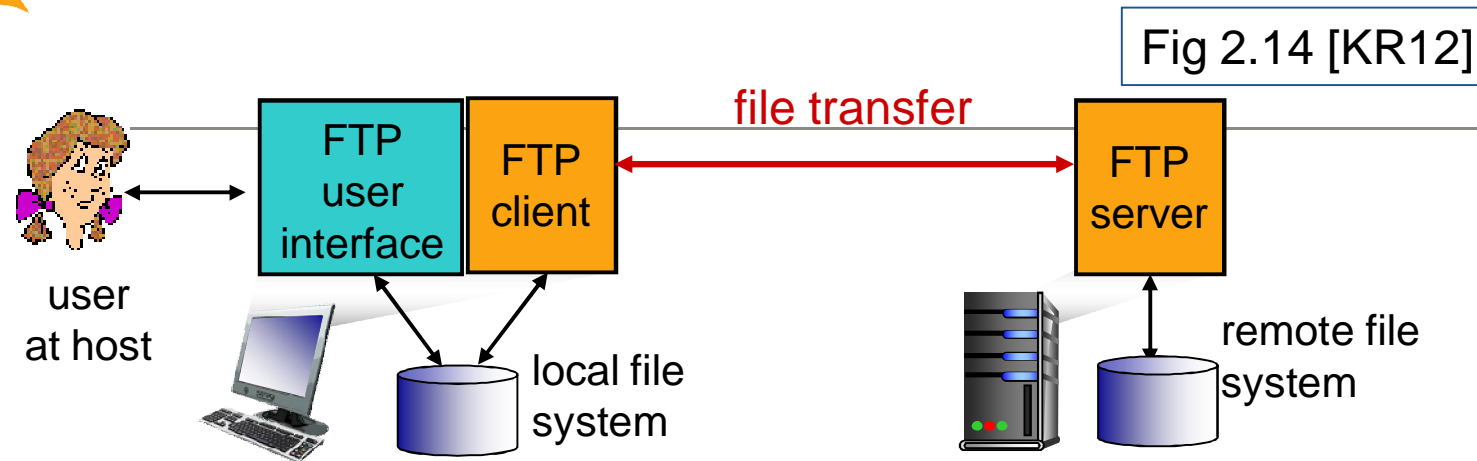 Fig 2.14 [KR12]
file transfer
FTP
user
interface
FTP
client
FTP
server
user
at host
local file
system
remote file
system